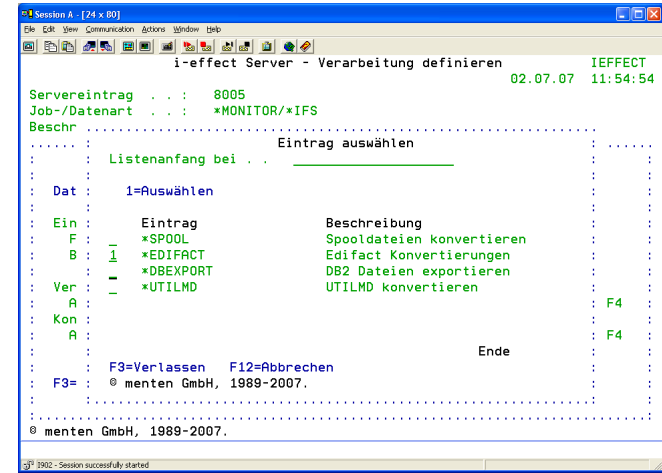 Session A - [24 x 80]
File Edit View Communication Actions Window Help
i-effect Server - Verarbeitung definieren IEFFECT
02.07.07 11:54:54
Servereintrag . . : 8005
Job-/Datenart . . : *MONITOR/*IFS
Beschr ...............................................................
...... : Eintrag auswählen : ......
: : Listenanfang bei . . ____________________ : :
: : : :
: Dat : 1=Auswählen : :
: : : :
: Ein : Eintrag Beschreibung : :
: F : _ *SPOOL Spooldateien konvertieren : :
: B : 1 *EDIFACT Edifact Konvertierungen : :
: : _ *DBEXPORT DB2 Dateien exportieren : :
: Ver : _ *UTILMD UTILMD konvertieren : :
: A : : F4 :
: Kon : : :
: A : : F4 :
: : Ende : :
: : F3=Verlassen F12=Abbrechen : :
: F3= : © menten GmbH, 1989-2007. : :
: :...............................................................: :
:.............................................................................:
© menten GmbH, 1989-2007.
I902 - Session successfully started